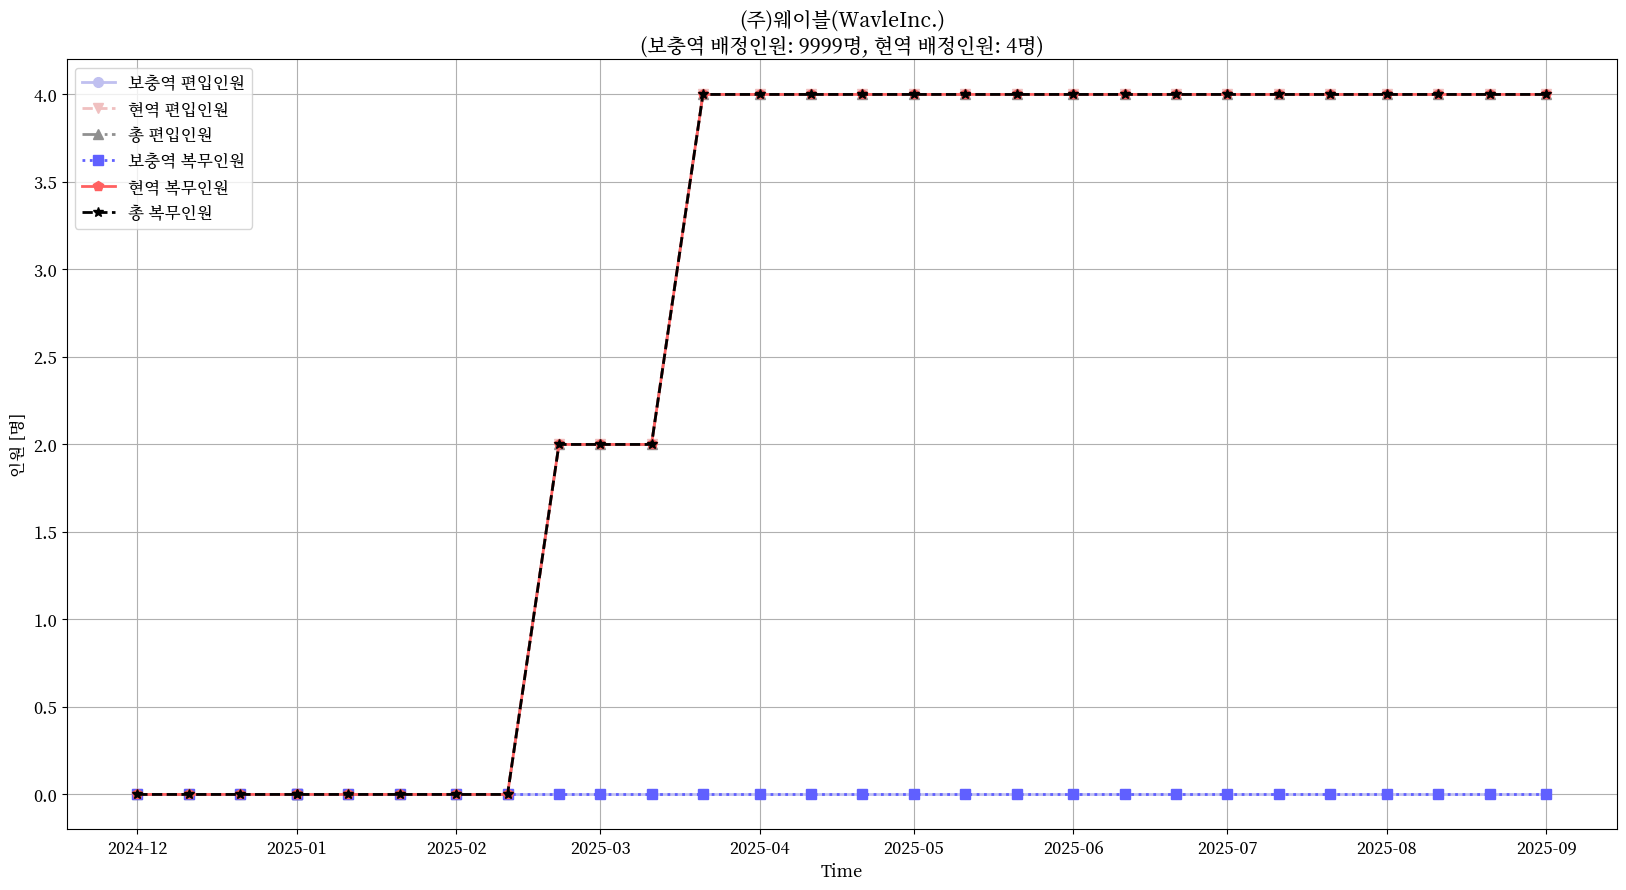 (주)웨이블(WavleInc.)
(보충역 배정인원: 9999명, 현역 배정인원: 4명)
보충역 편입인원
현역 편입인원
총 편입인원
보충역 복무인원
현역 복무인원
총 복무인원
4.0
3.5
3.0
2.5
2.0
1.5
1.0
0.5
0.0
인원 [명]
2024-12 2025-01 2025-02 2025-03 2025-04 2025-05 2025-06 2025-07 2025-08 2025-09
Time